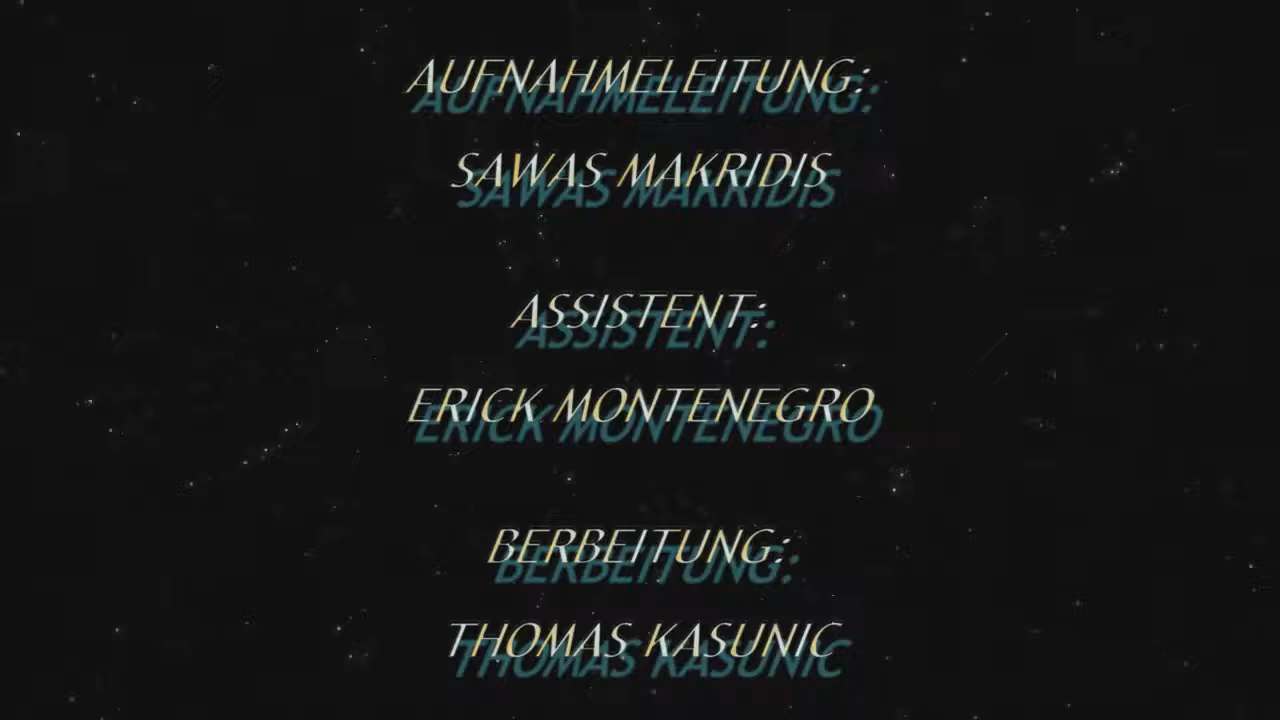 AUFNAHMELEITUNG:
SAWAS MAKRIDIS
ASSISTENT:
ERICK MONTENEGRO
BERBEITUNG:
THOMAS KASUNIC